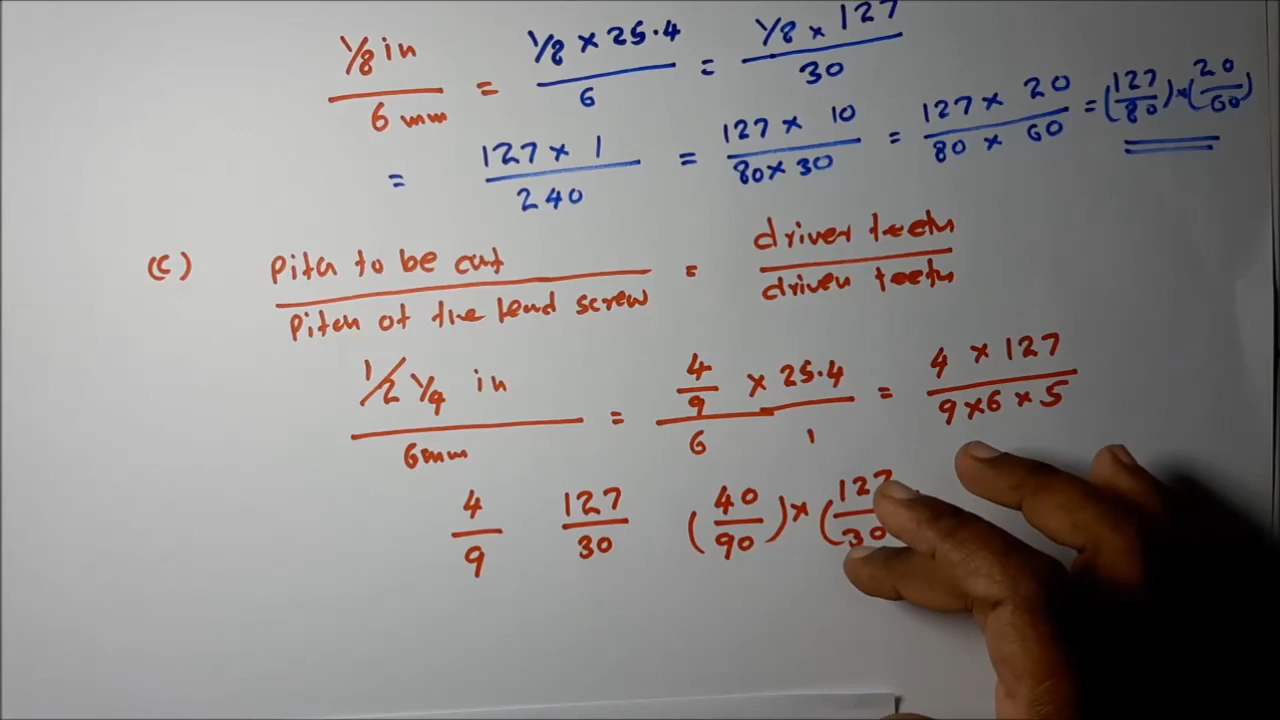 1/8 in / 6 mm = 1/8 × 25.4 / 6 = 1/8 × 127 / 30
= 127 × 1 / 240 = 127 × 10 / 80 × 30 = 127 × 20 / 80 × 60 = (127/80) × (20/60)
(C) pitch to be cut / pitch of the lead screw = driver teeth / driven teeth
1/2 1/4 in / 6mm = 4/9 × 25.4 / 6 1 = 4 × 127 / 9×6×5
4/9 127/30 (40/90) × (127/30